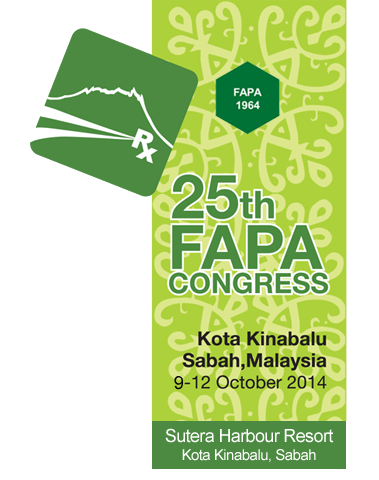 FAPA
1964
Rx
25th
FAPA
CONGRESS
Kota Kinabalu
Sabah,Malaysia
9-12 October 2014
Sutera Harbour Resort
Kota Kinabalu, Sabah